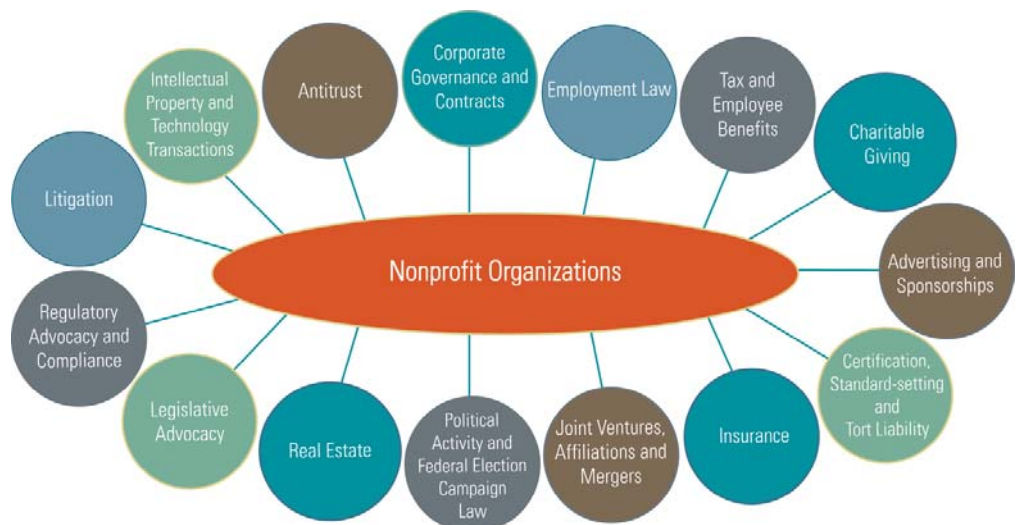 Intellectual
Property and
Technology
Transactions
Antitrust
Corporate
Governance and
Contracts
Employment Law
Tax and
Employee
Benefits
Charitable
Giving
Litigation
Nonprofit Organizations
Advertising and
Sponsorships
Regulatory
Advocacy and
Compliance
Legislative
Advocacy
Real Estate
Political
Activity and
Federal Election
Campaign
Law
Joint Ventures,
Affiliations and
Mergers
Insurance
Certification,
Standard-setting
and
Tort Liability